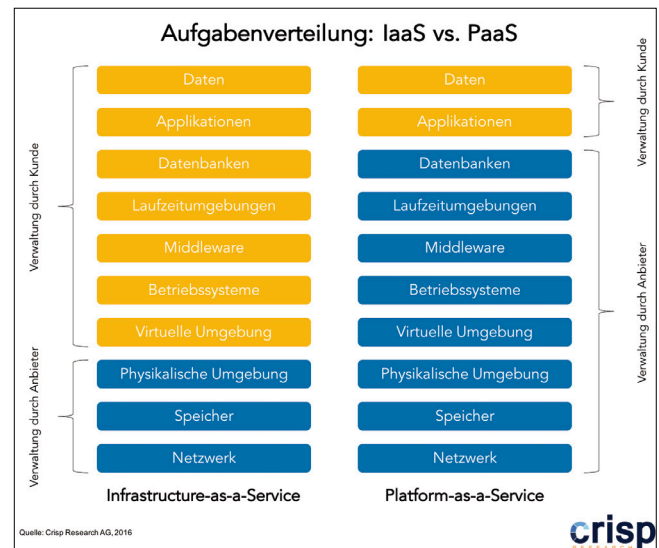 Aufgabenverteilung: IaaS vs. PaaS
Verwaltung durch Kunde
Daten
Applikationen
Datenbanken
Laufzeitumgebungen
Middleware
Betriebssysteme
Virtuelle Umgebung
Verwaltung durch Anbieter
Physikalische Umgebung
Speicher
Netzwerk
Infrastructure-as-a-Service
Daten
Applikationen
Verwaltung durch Kunde
Datenbanken
Laufzeitumgebungen
Middleware
Betriebssysteme
Virtuelle Umgebung
Physikalische Umgebung
Speicher
Netzwerk
Verwaltung durch Anbieter
Platform-as-a-Service
Quelle: Crisp Research AG, 2016
crisp